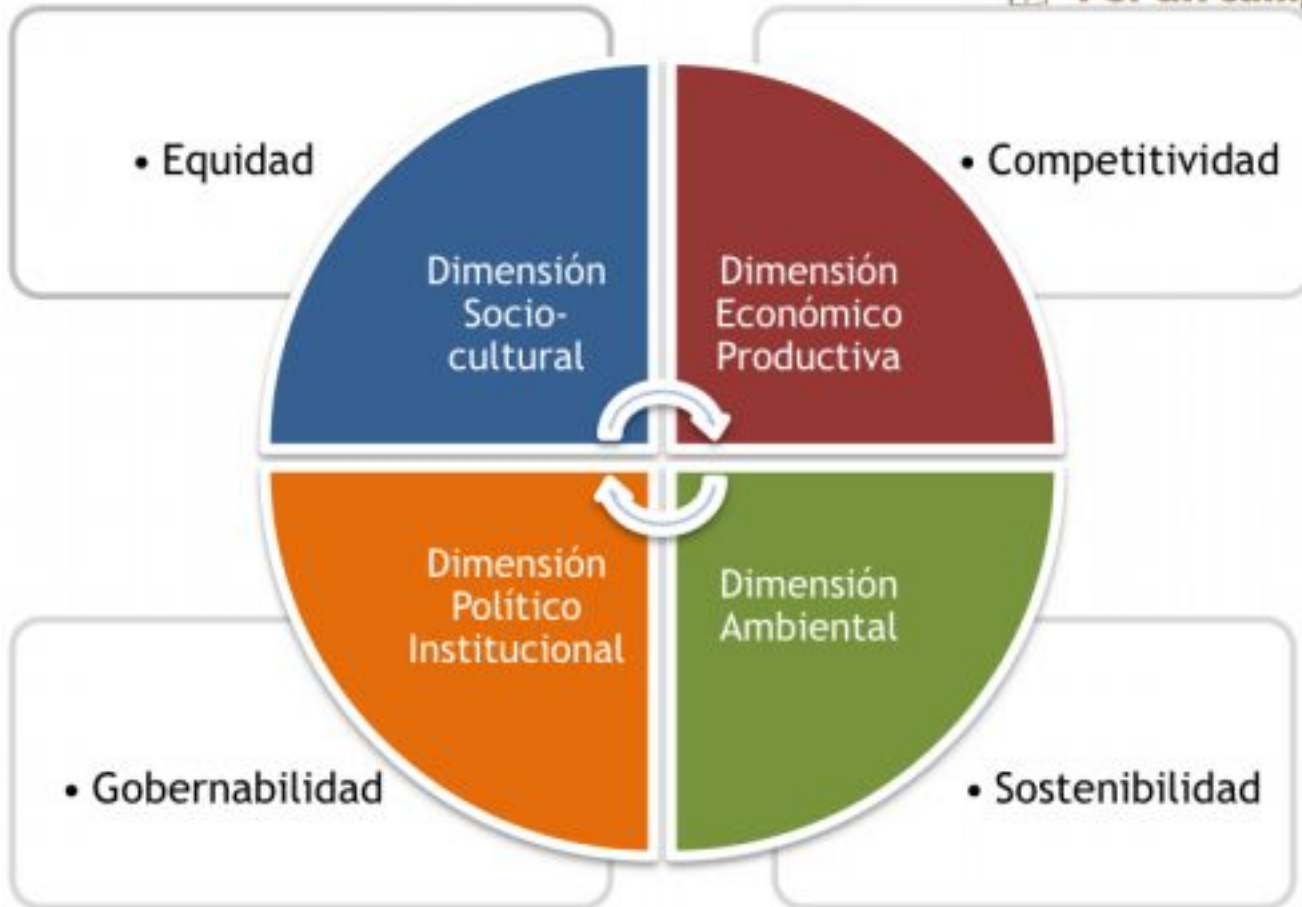 • Equidad
• Competitividad
Dimensión
Socio-
cultural
Dimensión
Económico
Productiva
Dimensión
Político
Institucional
Dimensión
Ambiental
• Gobernabilidad
• Sostenibilidad